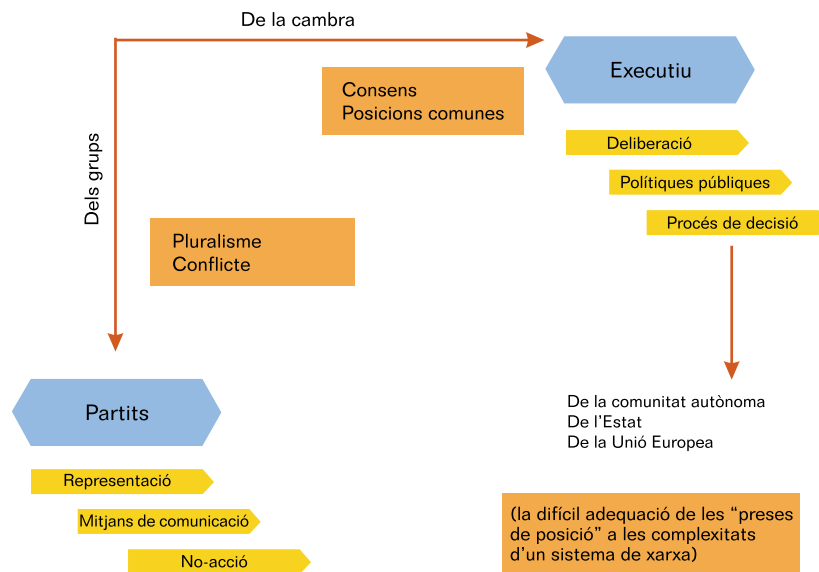 De la cambra
Executiu
Consens
Posicions comunes
Deliberació
Dels grups
Polítiques públiques
Procés de decisió
Pluralisme
Conflicte
Partits
De la comunitat autònoma
De l'Estat
De la Unió Europea
Representació
Mitjans de comunicació
No-acció
(la difícil adequació de les “preses
de posició” a les complexitats
d'un sistema de xarxa)